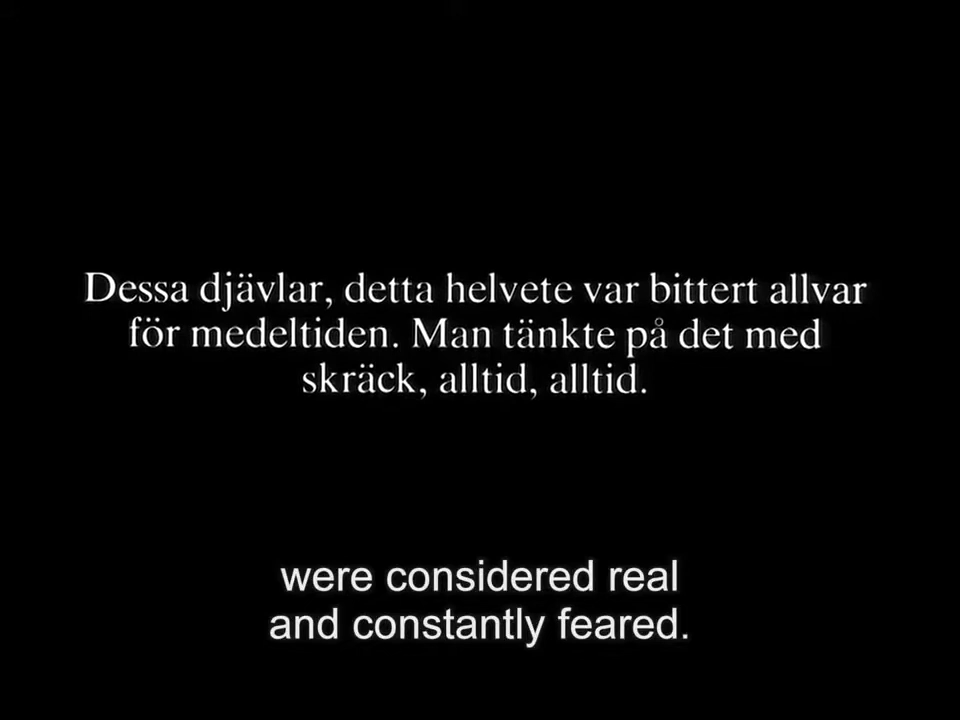 Dessa djävlar, detta helvete var bittert allvar
för medeltiden. Man tänkte på det med
skräck, alltid, alltid.
were considered real
and constantly feared.